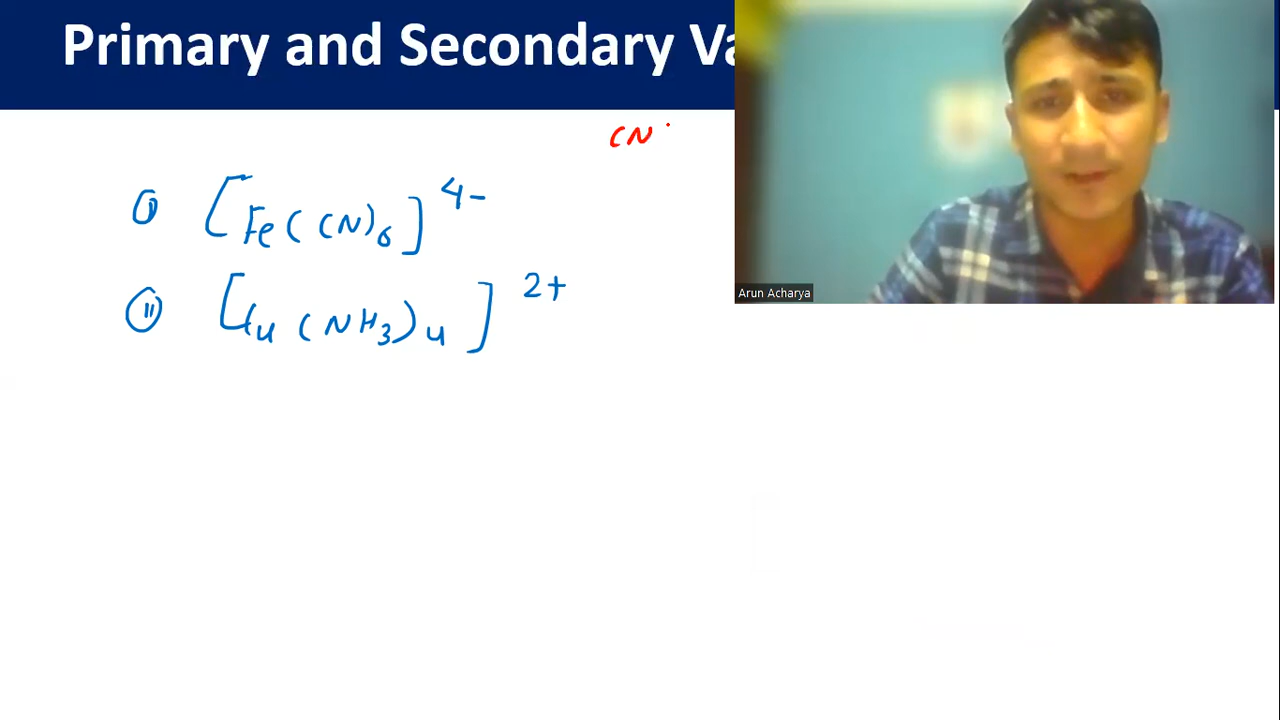 Primary and Secondary Va
CN
(i) [Fe(CN)6]4-
(ii) [Cu(NH3)4]2+
Arun Acharya